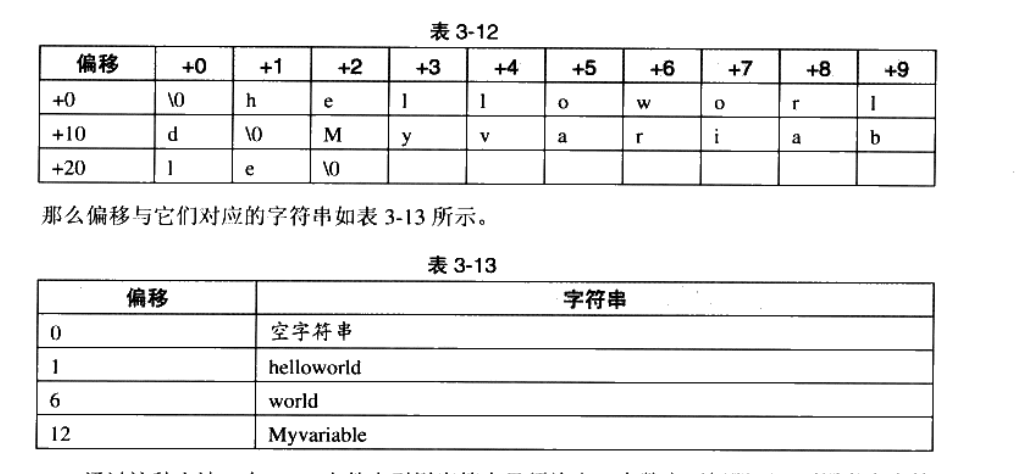 表 3-12
偏移 +0 +1 +2 +3 +4 +5 +6 +7 +8 +9
+0 \0 h e l l o w o r l
+10 d \0 M y v a r i a b
+20 l e \0
那么偏移与它们对应的字符串如表 3-13 所示。
表 3-13
偏移 字符串
0 空字符串
1 helloworld
6 world
12 Myvariable